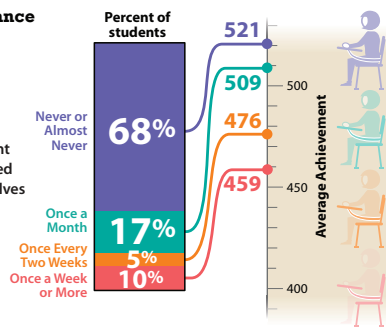 ance
Percent of
students
Never or
Almost
Never
68%
nt
ed
lves
Once a
Month
17%
Once Every
Two Weeks
5%
Once a Week
or More
10%
521
509
476
459
500
450
400
Average Achievement